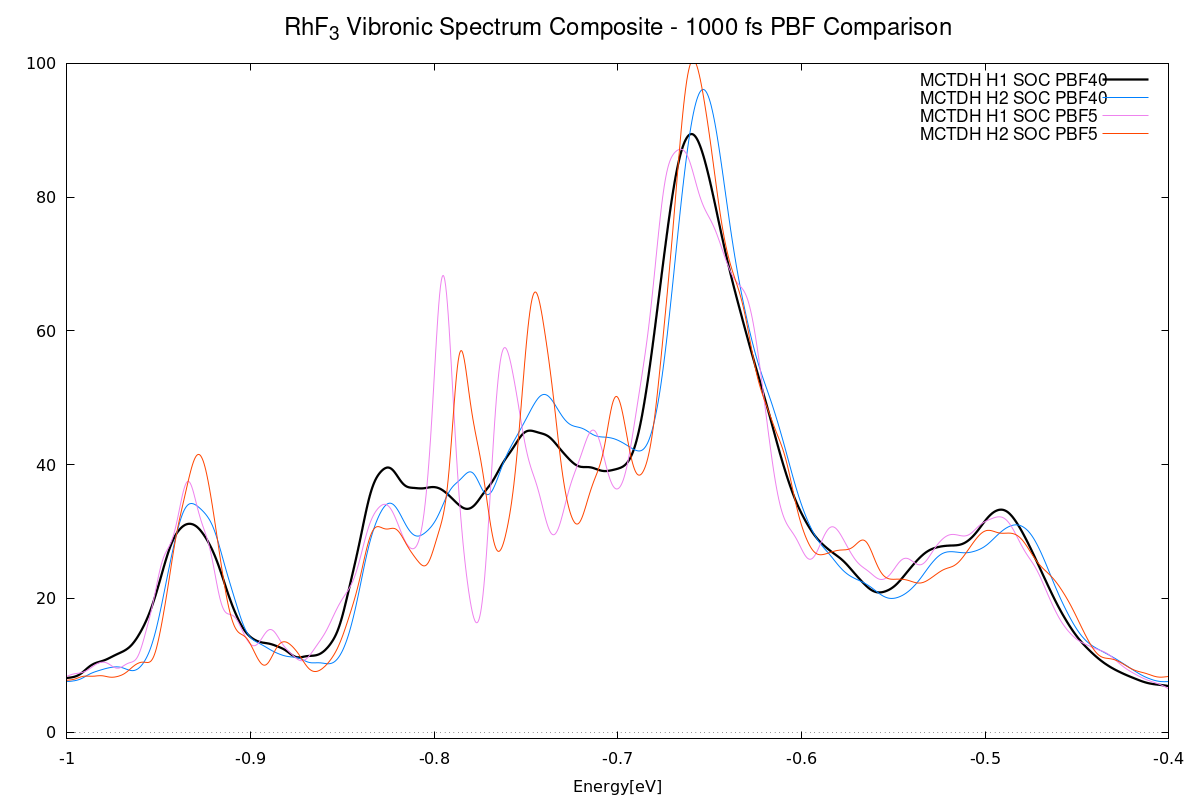 RhF3 Vibronic Spectrum Composite - 1000 fs PBF Comparison
MCTDH H1 SOC PBF40
MCTDH H2 SOC PBF40
MCTDH H1 SOC PBF5
MCTDH H2 SOC PBF5
100
80
60
40
20
0
-1 -0.9 -0.8 -0.7 -0.6 -0.5 -0.4
Energy[eV]